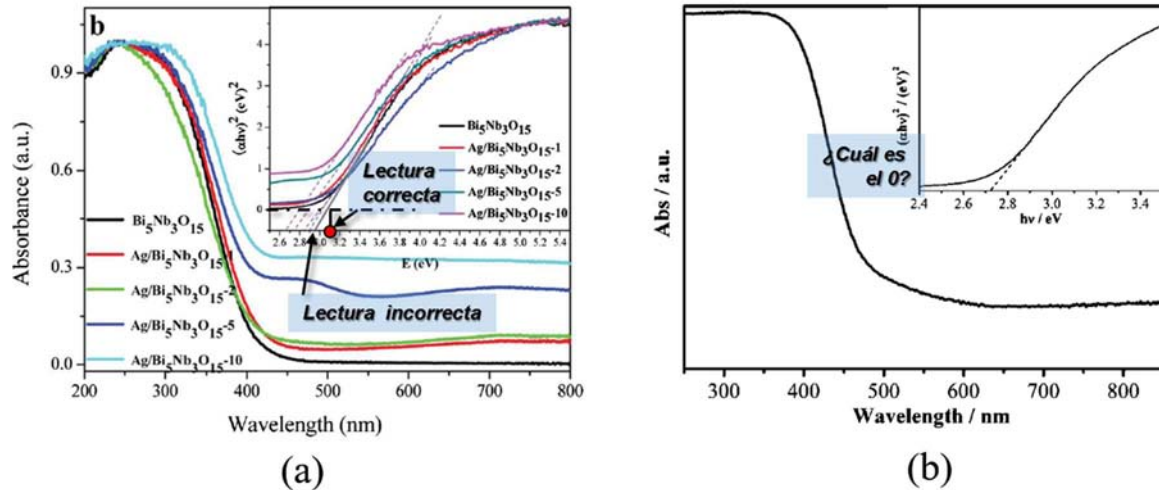 b
Absorbance (a.u.)
0.9
0.6
0.3
0.0
200
300
400
500
600
700
800
Wavelength (nm)
Bi5Nb3O15
Ag/Bi5Nb3O15-1
Ag/Bi5Nb3O15-2
Ag/Bi5Nb3O15-5
Ag/Bi5Nb3O15-10
(αhν)² (eV)²
4
3
2
1
0
2.6 2.8 3.0 3.2 3.4 3.6 3.8 4.0 4.2 4.4 4.6 4.8 5.0 5.2 5.4
E (eV)
Bi5Nb3O15
Ag/Bi5Nb3O15-1
Ag/Bi5Nb3O15-2
Ag/Bi5Nb3O15-5
Ag/Bi5Nb3O15-10
Lectura
correcta
Lectura incorrecta
(a)
Abs / a.u.
300
400
500
600
700
800
Wavelength / nm
(αhν)² / (eV)²
2.4
2.6
2.8
3.0
3.2
3.4
hν / eV
¿Cuál es
el 0?
(b)